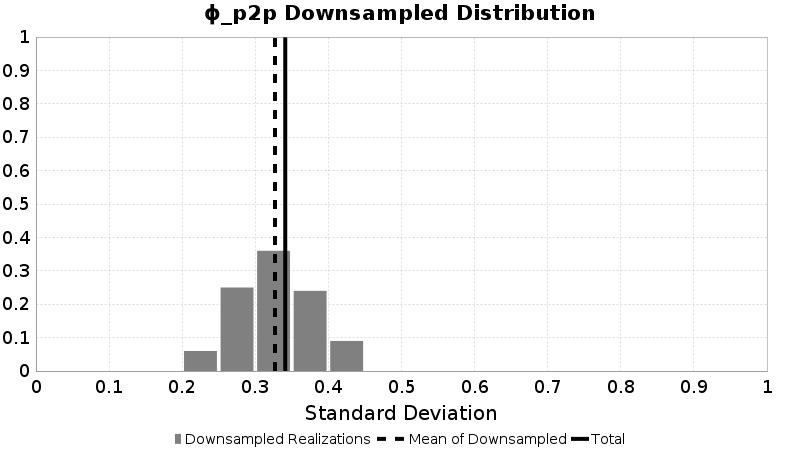 ϕ_p2p Downsampled Distribution
1
0.9
0.8
0.7
0.6
0.5
0.4
0.3
0.2
0.1
0
0 0.1 0.2 0.3 0.4 0.5 0.6 0.7 0.8 0.9 1
Standard Deviation
Downsampled Realizations Mean of Downsampled Total